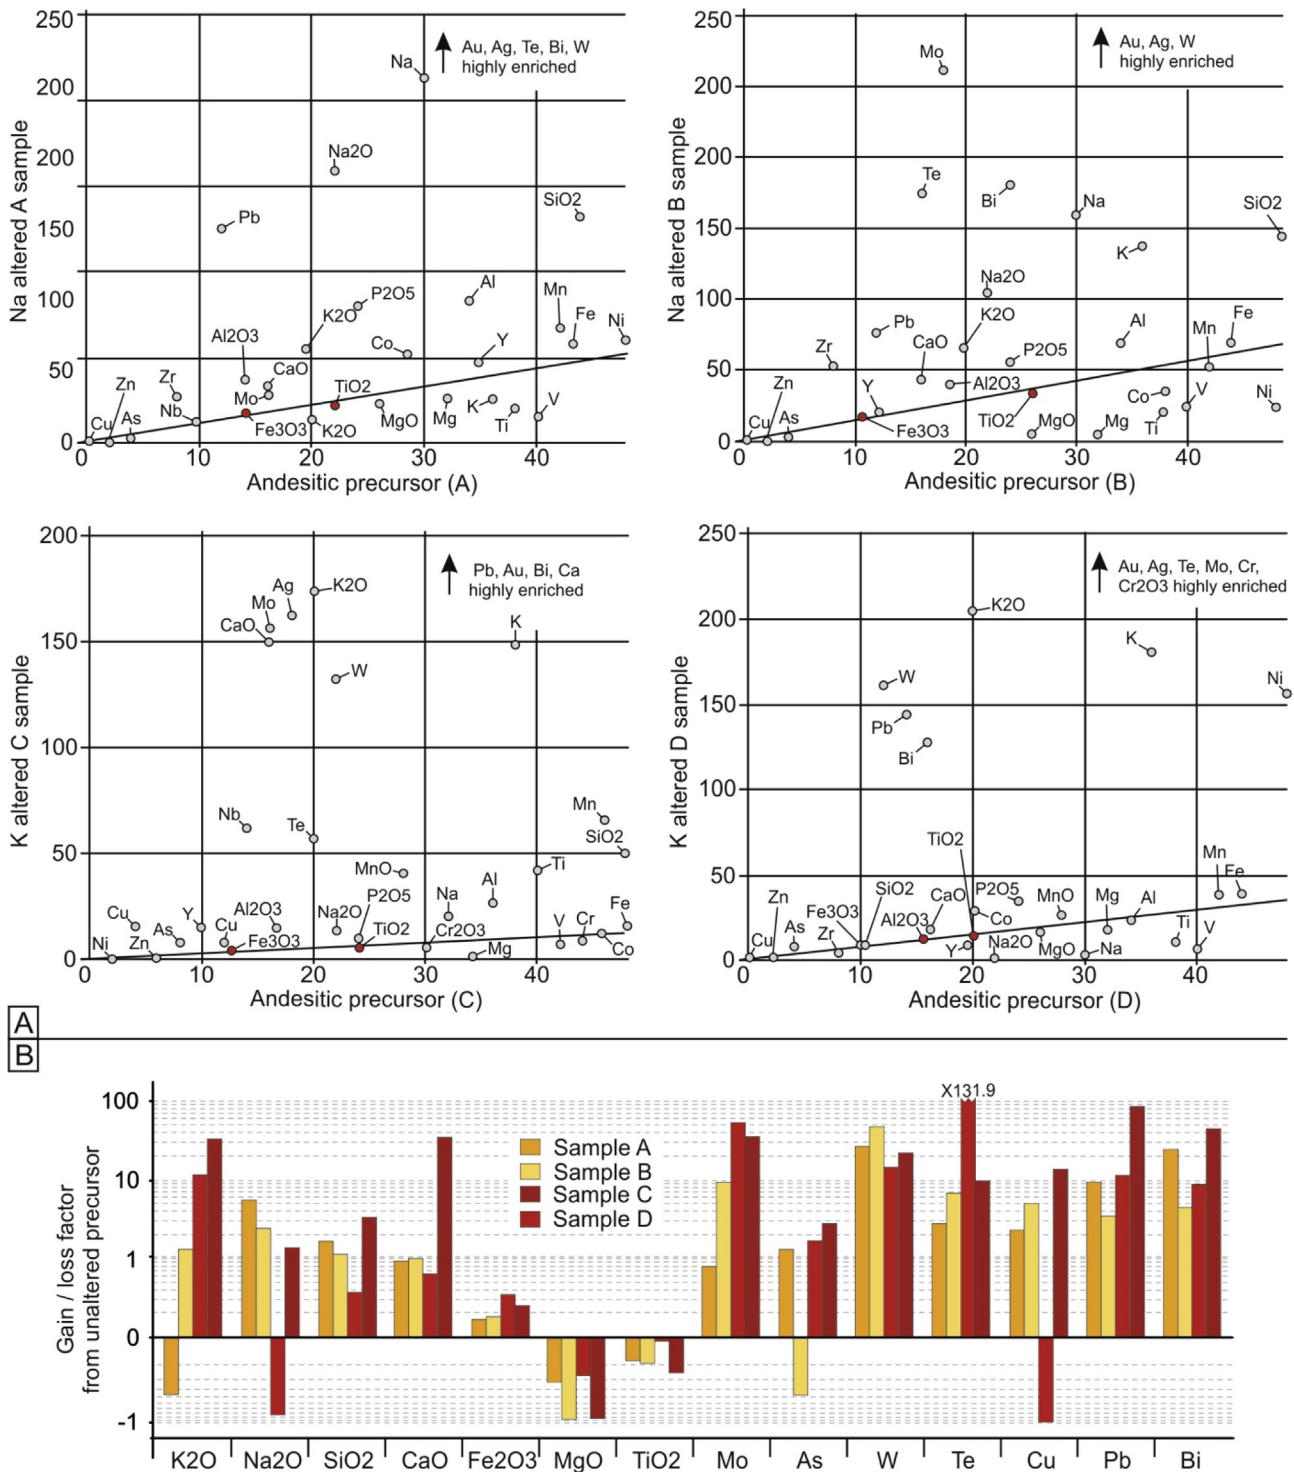 250
200
150
100
50
0
Na altered A sample
Au, Ag, Te, Bi, W
highly enriched
Na
Na2O
SiO2
Pb
P2O5
K2O
Al
Mn
Fe
Ni
Al2O3
Co
Y
CaO
Zr
Zn
Mo
TiO2
Cu
As
Nb
Fe3O3
K2O
MgO
Mg
K
Ti
V
0
10
20
30
40
Andesitic precursor (A)
250
200
150
100
50
0
Na altered B sample
Au, Ag, W
highly enriched
Mo
Te
Bi
Na
SiO2
K
Na2O
Pb
CaO
K2O
P2O5
Al
Mn
Fe
Zr
Zn
Y
Al2O3
Cu
As
Fe3O3
TiO2
MgO
Mg
Co
Ti
V
Ni
0
10
20
30
40
Andesitic precursor (B)
200
150
100
50
0
K altered C sample
Pb, Au, Bi, Ca
highly enriched
Ag
K2O
Mo
CaO
K
W
Nb
Te
Mn
SiO2
MnO
P2O5
Al
Ti
Na
Cu
Y
Al2O3
Na2O
Fe
As
Cu
TiO2
Cr2O3
V
Cr
Ni
Zn
Fe3O3
Mg
Co
0
10
20
30
40
Andesitic precursor (C)
250
200
150
100
50
0
K altered D sample
Au, Ag, Te, Mo, Cr,
Cr2O3 highly enriched
K2O
K
Ni
W
Pb
Bi
TiO2
Mn
Fe
SiO2
CaO
P2O5
MnO
Mg
Al
Zn
As
Fe3O3
Al2O3
Co
Ti
V
Cu
Zr
Y
Na2O
MgO
Na
0
10
20
30
40
Andesitic precursor (D)
A
B
Gain / loss factor
from unaltered precursor
100
10
1
0
-1
X131.9
Sample A
Sample B
Sample C
Sample D
K2O
Na2O
SiO2
CaO
Fe2O3
MgO
TiO2
Mo
As
W
Te
Cu
Pb
Bi